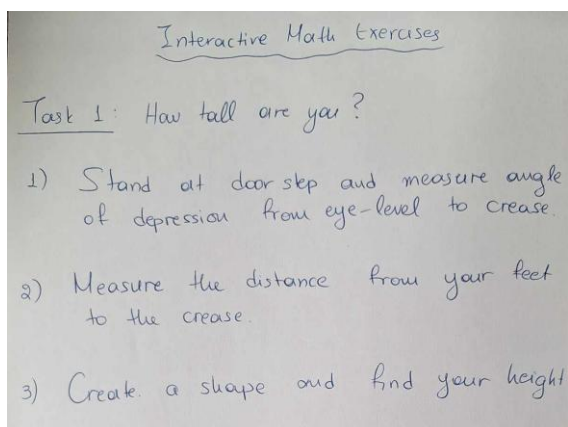 Interactive Math Exercises
Task 1: How tall are you?
1) Stand at door step and measure angle
of depression from eye-level to crease.
2) Measure the distance from your feet
to the crease.
3) Create a shape and find your height